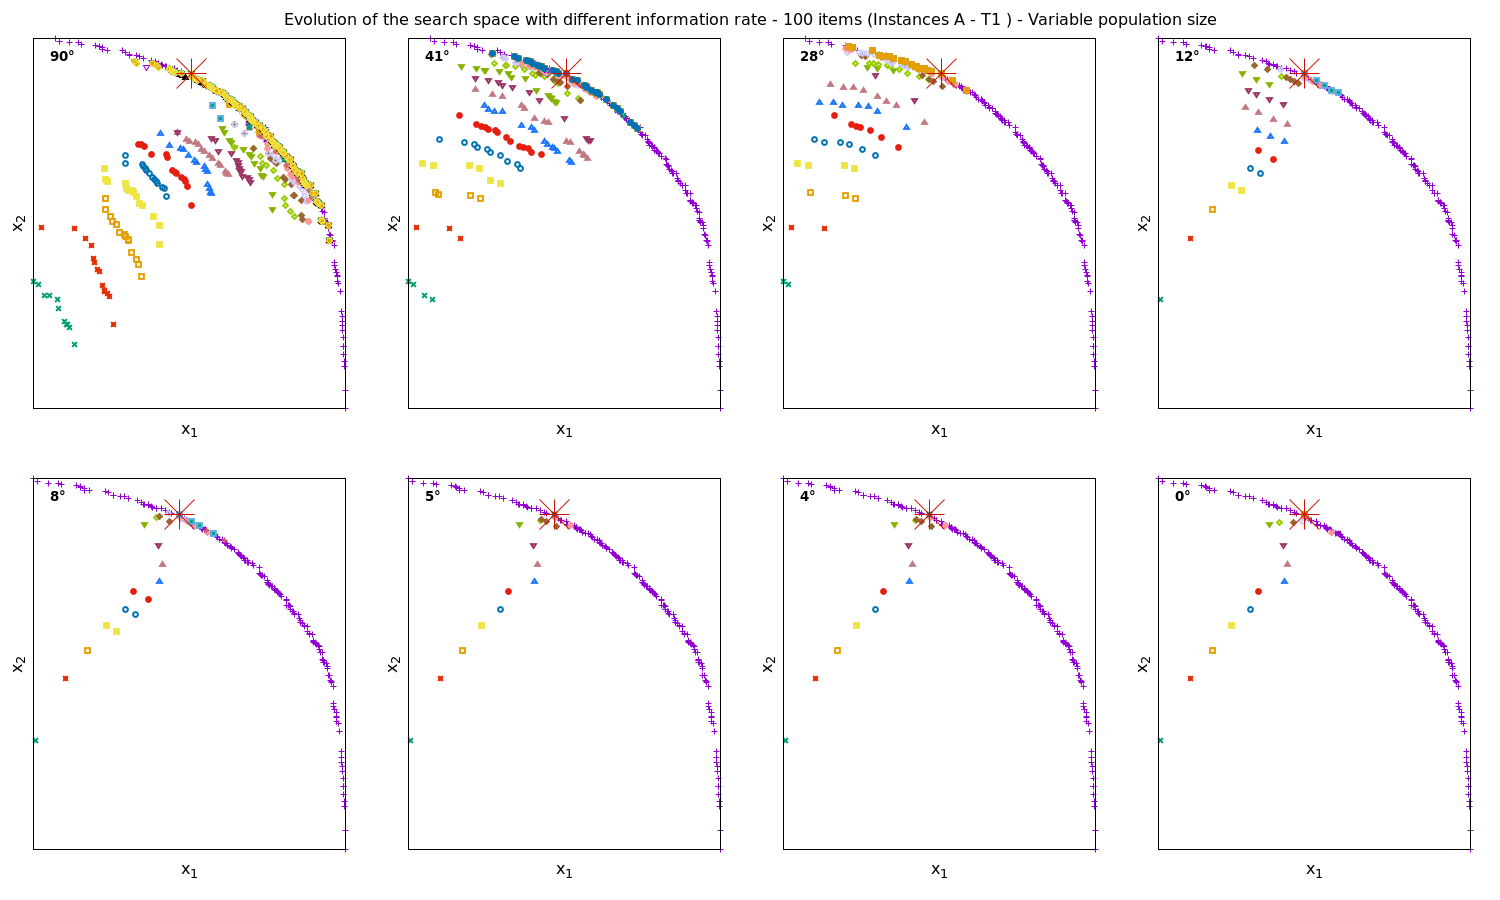 Evolution of the search space with different information rate - 100 items (Instances A - T1 ) - Variable population size
90° 41° 28° 12°
x2 x2 x2 x2
x1 x1 x1 x1
8° 5° 4° 0°
x2 x2 x2 x2
x1 x1 x1 x1